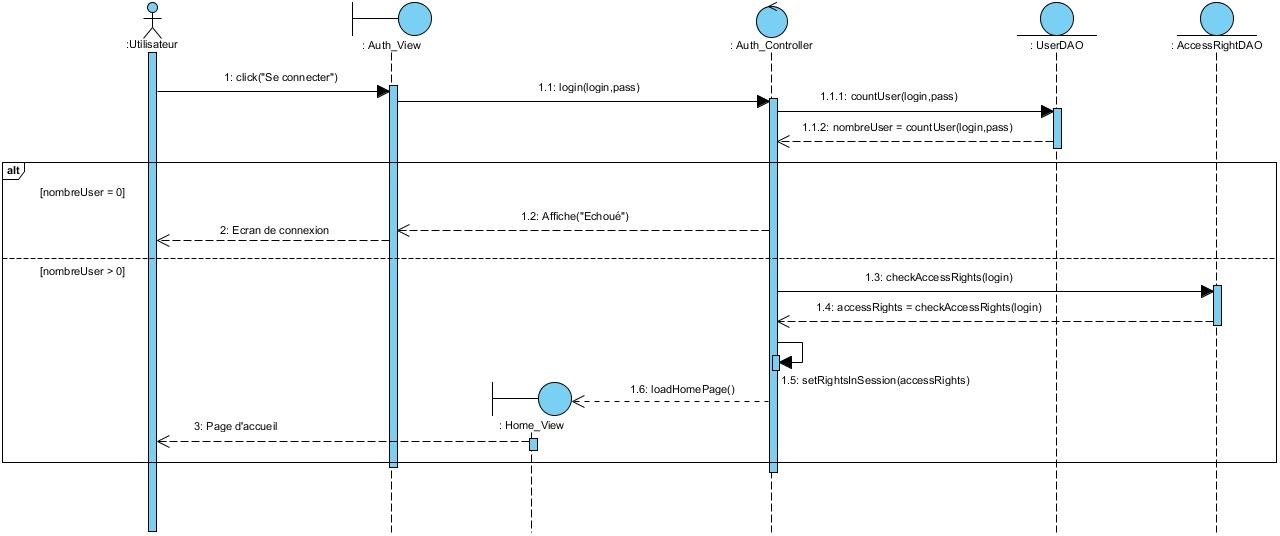 :Utilisateur
: Auth_View
: Auth_Controller
: UserDAO
: AccessRightDAO
1: click("Se connecter")
1.1: login(login,pass)
1.1.1: countUser(login,pass)
1.1.2: nombreUser = countUser(login,pass)
alt
[nombreUser = 0]
1.2: Affiche("Echoué")
2: Ecran de connexion
[nombreUser > 0]
1.3: checkAccessRights(login)
1.4: accessRights = checkAccessRights(login)
1.5: setRightsInSession(accessRights)
1.6: loadHomePage()
: Home_View
3: Page d'accueil